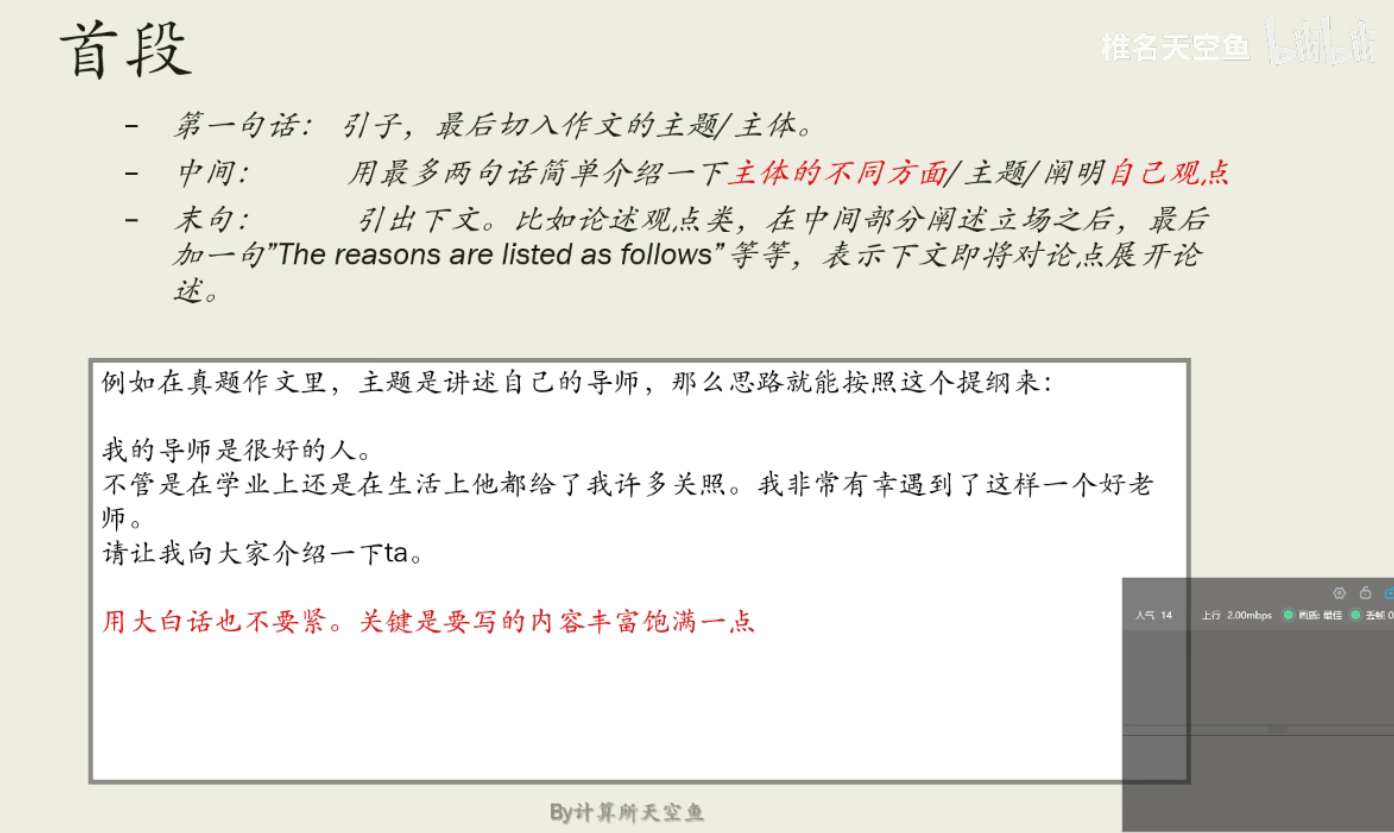 首段
椎名天空鱼 bilibili
- 第一句话： 引子，最后切入作文的主题/主体。
- 中间： 用最多两句话简单介绍一下主体的不同方面/主题/阐明自己观点
- 末句： 引出下文。比如论述观点类，在中间部分阐述立场之后，最后
加一句”The reasons are listed as follows”等等，表示下文即将对论点展开论
述。
例如在真题作文里，主题是讲述自己的导师，那么思路就能按照这个提纲来：
我的导师是很好的人。
不管是在学业上还是在生活上他都给了我许多关照。我非常有幸遇到了这样一个好老
师。
请让我向大家介绍一下ta。
用大白话也不要紧。关键是要写的内容丰富饱满一点
人气 14 上行 2.00mbps 画质: 最佳 丢帧 0
By计算所天空鱼